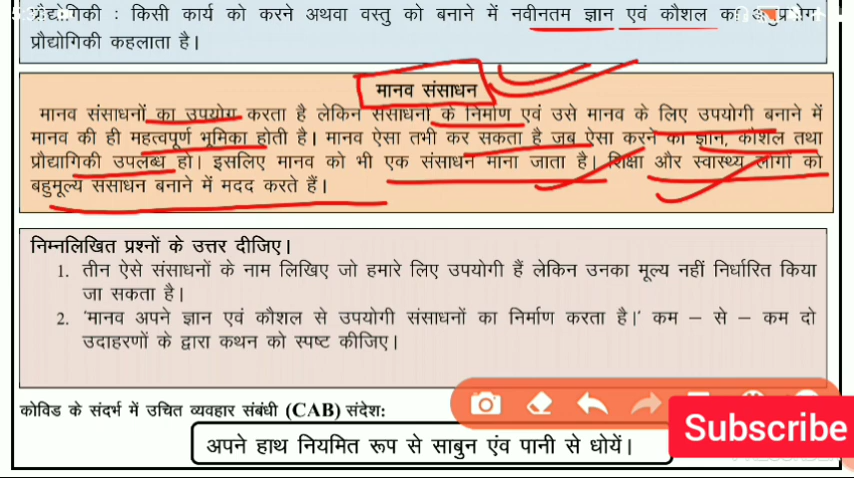 प्रौद्योगिकी : किसी कार्य को करने अथवा वस्तु को बनाने में नवीनतम ज्ञान एवं कौशल का अनुप्रयोग
प्रौद्योगिकी कहलाता है।
मानव संसाधन
मानव संसाधनों का उपयोग करता है लेकिन संसाधनों के निर्माण एवं उसे मानव के लिए उपयोगी बनाने में
मानव की ही महत्वपूर्ण भूमिका होती है। मानव ऐसा तभी कर सकता है जब ऐसा करने का ज्ञान, कौशल तथा
प्रौद्यागिकी उपलब्ध हो। इसलिए मानव को भी एक संसाधन माना जाता है। शिक्षा और स्वास्थ्य लोगों को
बहुमूल्य संसाधन बनाने में मदद करते हैं।
निम्नलिखित प्रश्नों के उत्तर दीजिए।
1. तीन ऐसे संसाधनों के नाम लिखिए जो हमारे लिए उपयोगी हैं लेकिन उनका मूल्य नहीं निर्धारित किया
जा सकता है।
2. 'मानव अपने ज्ञान एवं कौशल से उपयोगी संसाधनों का निर्माण करता है।' कम – से – कम दो
उदाहरणों के द्वारा कथन को स्पष्ट कीजिए।
कोविड के संदर्भ में उचित व्यवहार संबंधी (CAB) संदेश:
Subscribe
अपने हाथ नियमित रूप से साबुन एंव पानी से धोयें।